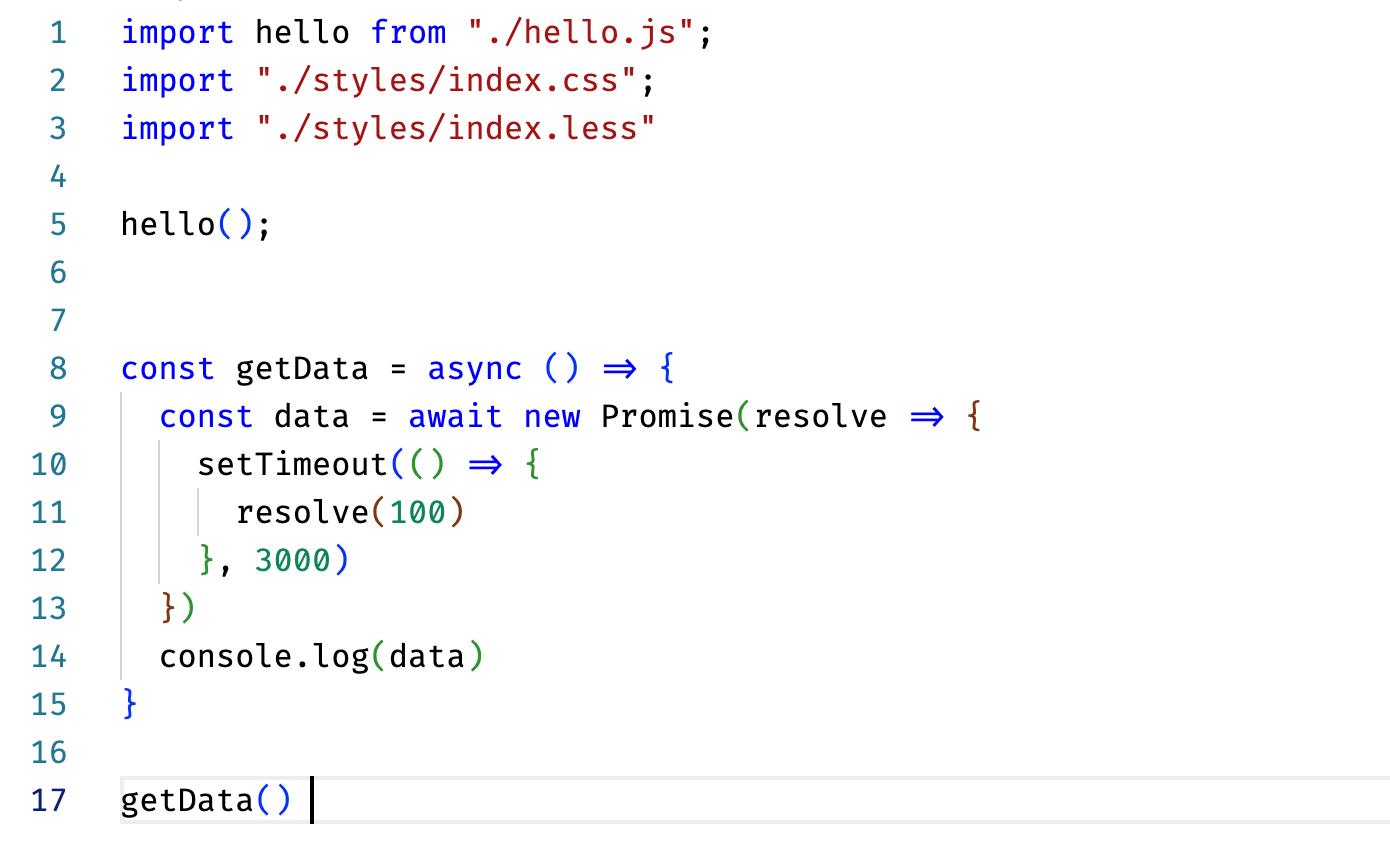 1 import hello from "./hello.js";
2 import "./styles/index.css";
3 import "./styles/index.less"
4
5 hello();
6
7
8 const getData = async () => {
9   const data = await new Promise(resolve => {
10     setTimeout(() => {
11       resolve(100)
12     }, 3000)
13   })
14   console.log(data)
15 }
16
17 getData()